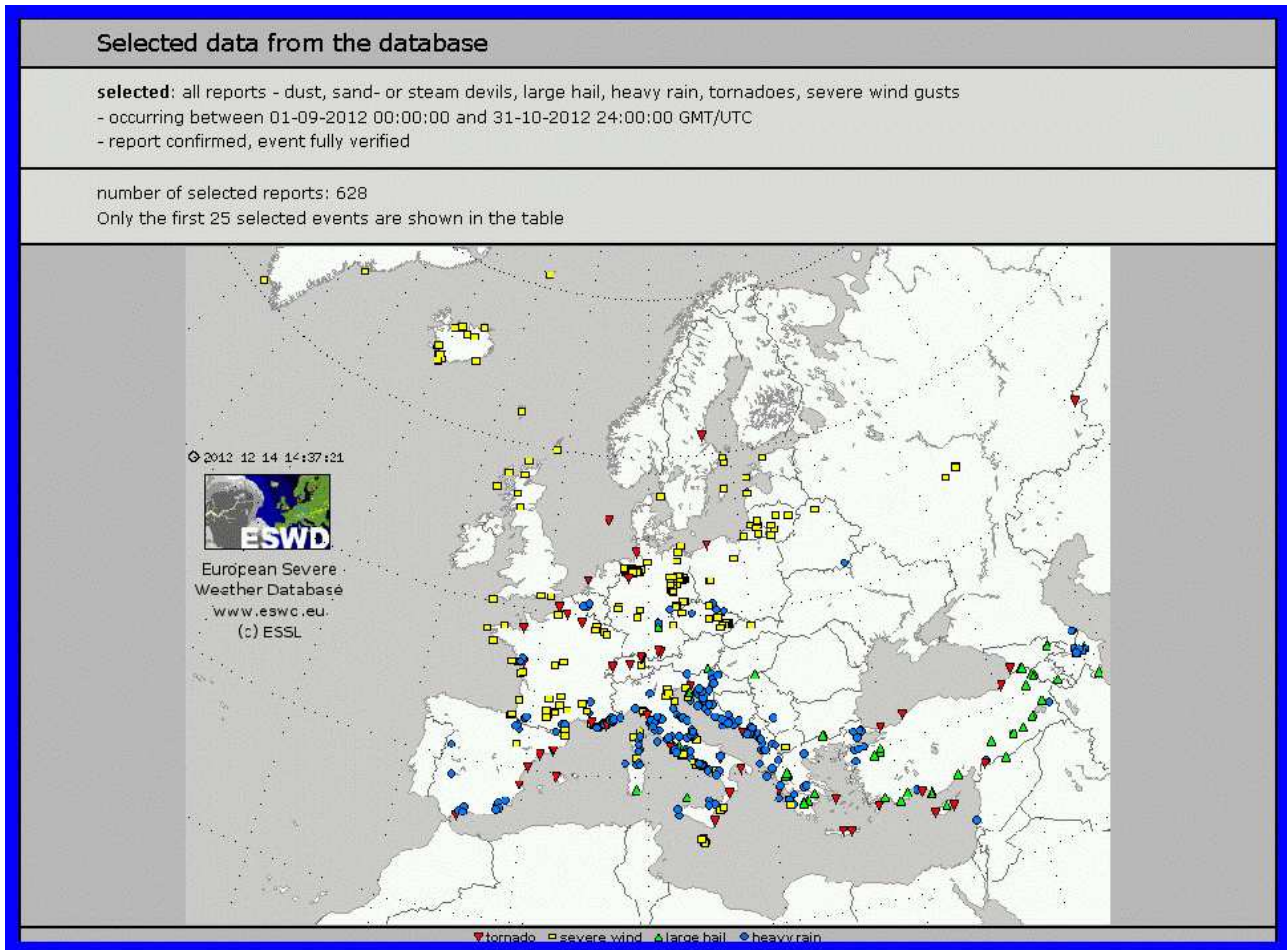 Selected data from the database
selected: all reports - dust, sand- or steam devils, large hail, heavy rain, tornadoes, severe wind gusts
- occurring between 01-09-2012 00:00:00 and 31-10-2012 24:00:00 GMT/UTC
- report confirmed, event fully verified
number of selected reports: 628
Only the first 25 selected events are shown in the table
2012 12 14 14:37:21
ESWD
European Severe
Weather Database
www.eswd.eu
(c) ESSL
tornado severe wind large hail heavy rain